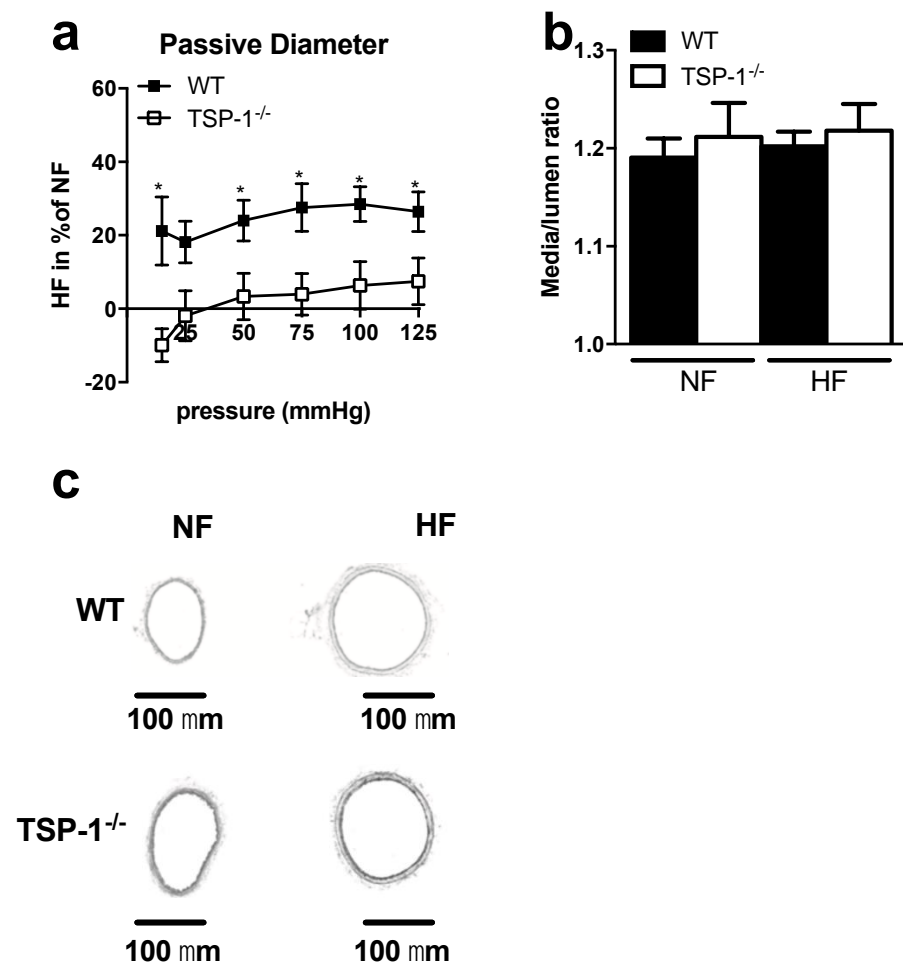 a
Passive Diameter
WT
TSP-1-/-
60
40
20
0
-20
HF in %of NF
* * * * *
25 50 75 100 125
pressure (mmHg)
b
WT
TSP-1-/-
1.3
1.2
1.1
1.0
Media/lumen ratio
NF HF
c
NF HF
WT
100 mm 100 mm
TSP-1-/-
100 mm 100 mm